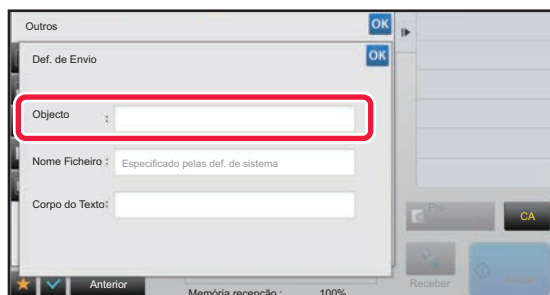 Outros
OK
Def. de Envio
OK
Objecto :
Nome Ficheiro : Especificado pelas def. de sistema
Corpo do Texto:
Pré-
CA
Anterior
Memória recepção : 100%
Receber